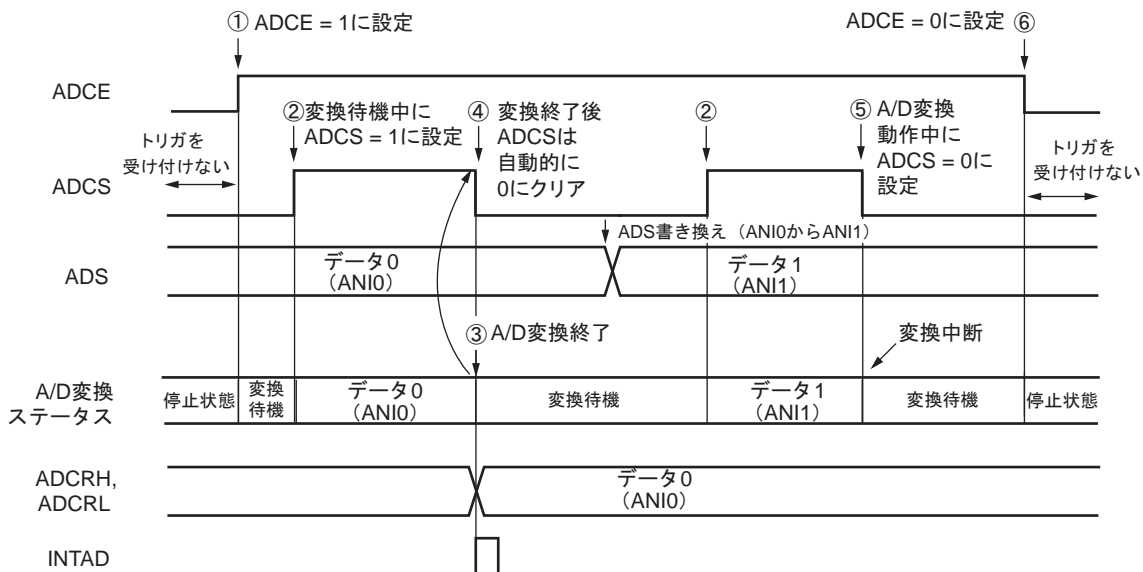 ① ADCE = 1に設定
ADCE = 0に設定 ⑥
ADCE
②変換待機中に
ADCS = 1に設定
④ 変換終了後
ADCSは
自動的に
0にクリア
②
⑤ A/D変換
動作中に
ADCS = 0に
設定
トリガを
受け付けない
トリガを
受け付けない
ADCS
ADS書き換え（ANI0からANI1）
ADS
データ0
（ANI0）
データ1
（ANI1）
③ A/D変換終了
変換中断
A/D変換
ステータス
停止状態
変換
待機
データ0
（ANI0）
変換待機
データ1
（ANI1）
変換待機
停止状態
ADCRH,
ADCRL
データ0
（ANI0）
INTAD